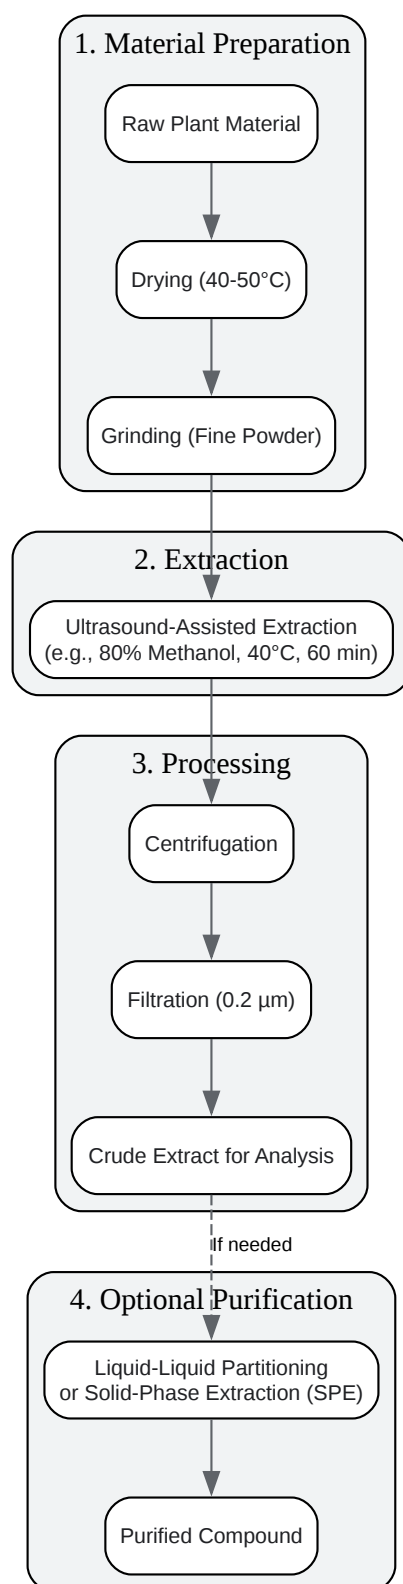 1. Material Preparation
Raw Plant Material
Drying (40-50°C)
Grinding (Fine Powder)
2. Extraction
Ultrasound-Assisted Extraction
(e.g., 80% Methanol, 40°C, 60 min)
3. Processing
Centrifugation
Filtration (0.2 µm)
Crude Extract for Analysis
If needed
4. Optional Purification
Liquid-Liquid Partitioning
or Solid-Phase Extraction (SPE)
Purified Compound